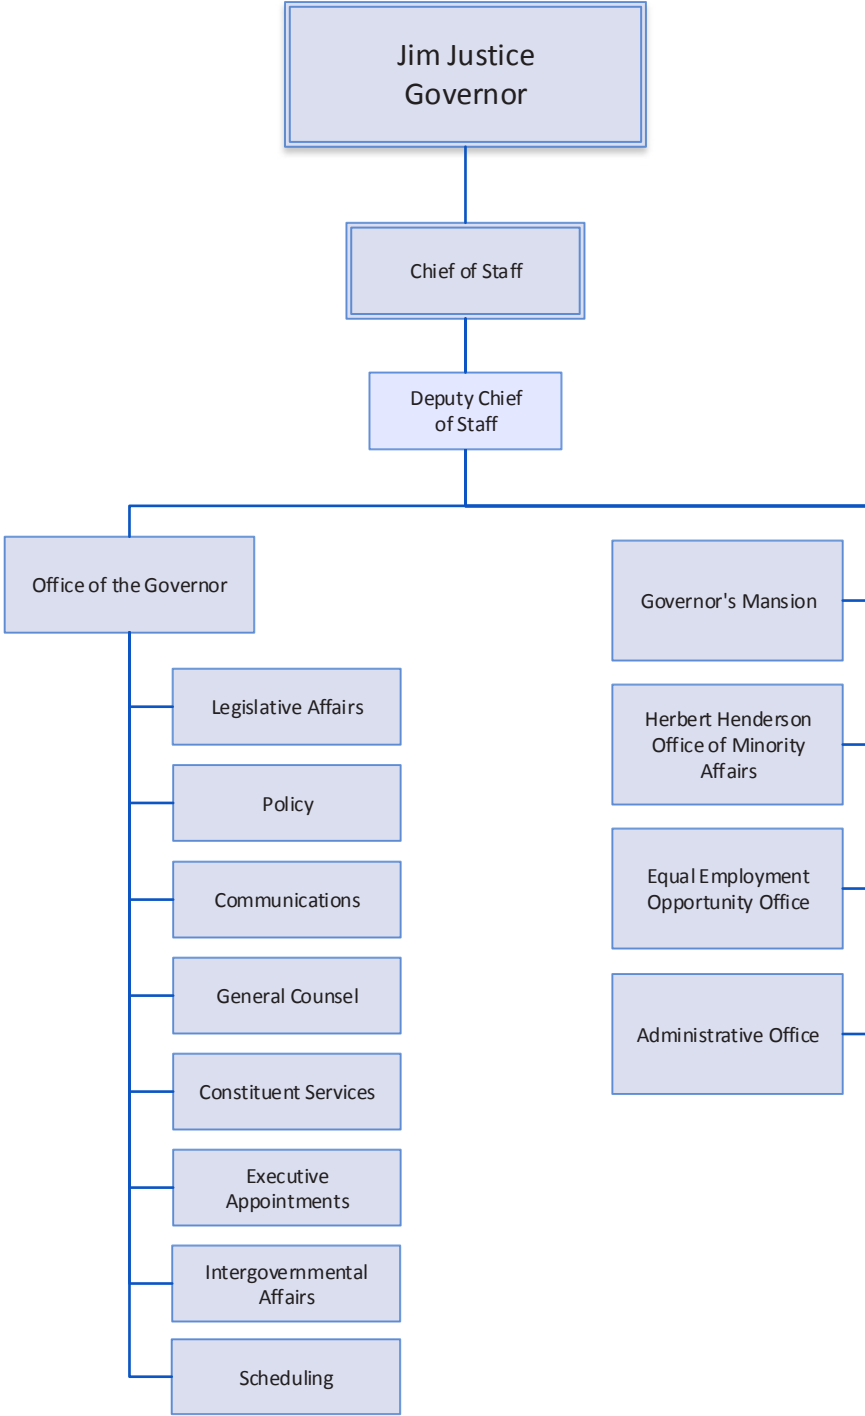 Jim Justice
Governor
Chief of Staff
Deputy Chief
of Staff
Office of the Governor
Legislative Affairs
Policy
Communications
General Counsel
Constituent Services
Executive
Appointments
Intergovernmental
Affairs
Scheduling
Governor's Mansion
Herbert Henderson
Office of Minority
Affairs
Equal Employment
Opportunity Office
Administrative Office